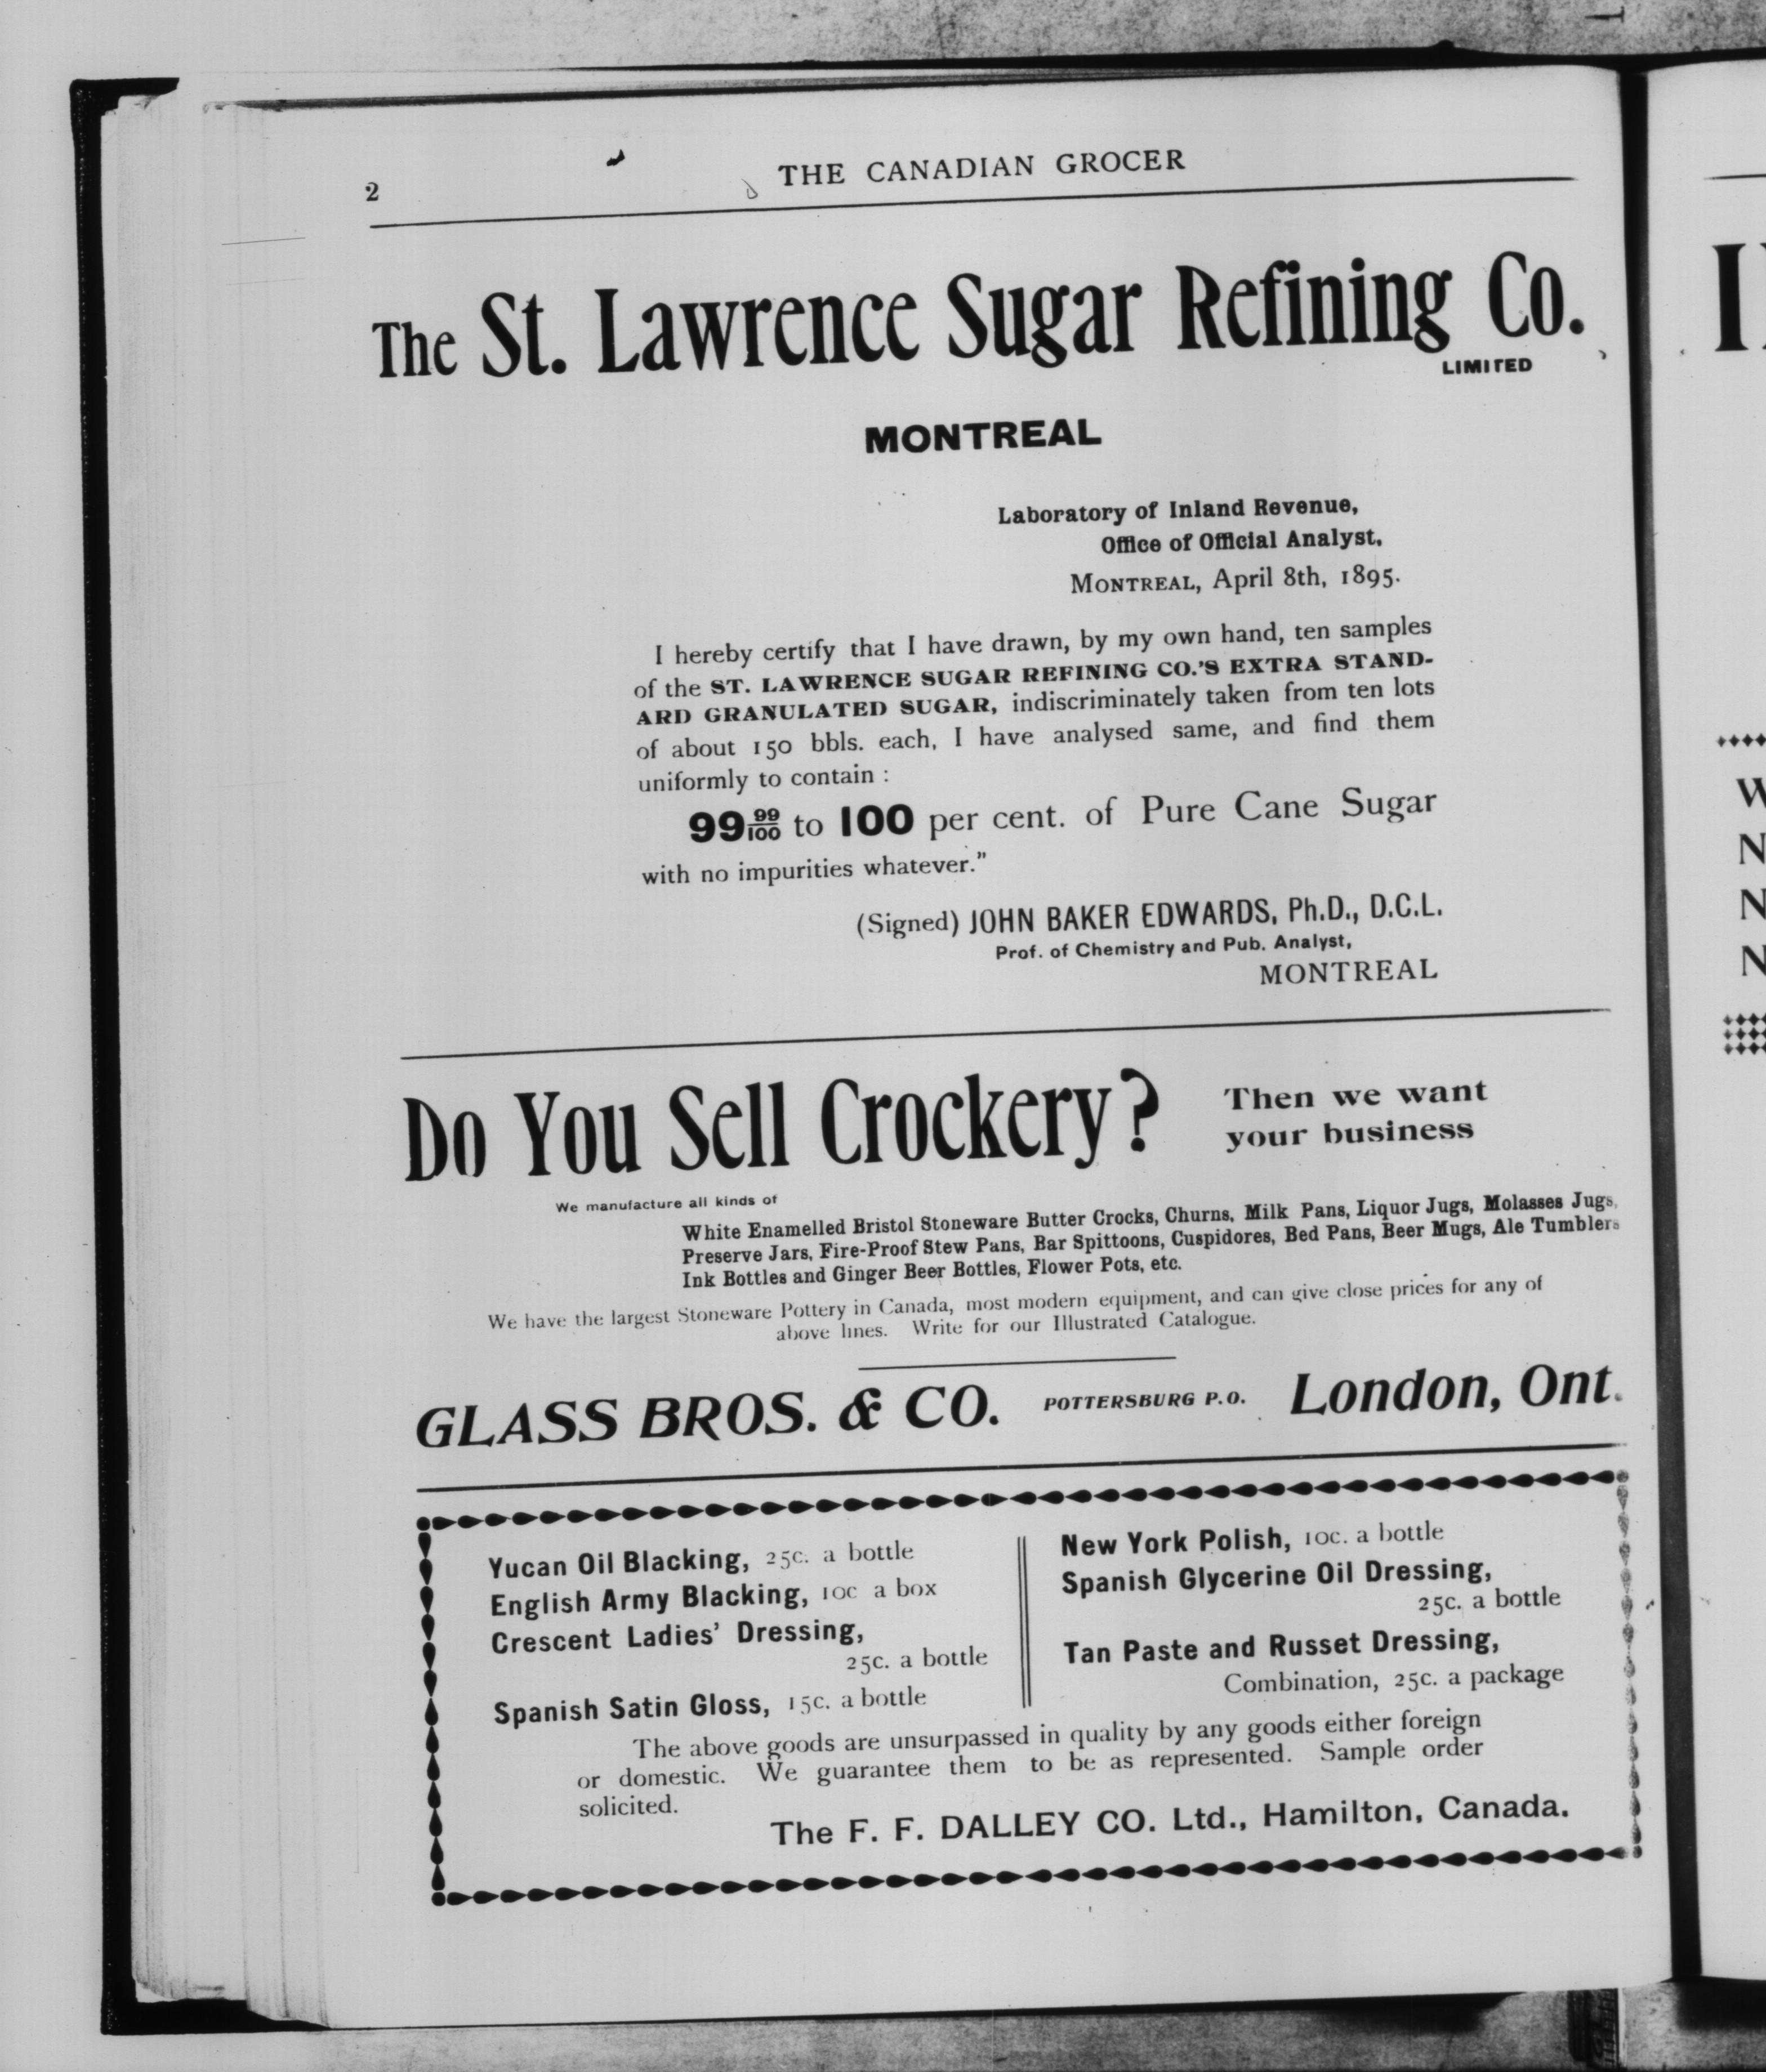 2
THE CANADIAN GROCER
The St. Lawrence Sugar Refining Co.
LIMITED
MONTREAL
Laboratory of Inland Revenue,
Office of Official Analyst,
MONTREAL, April 8th, 1895.
I hereby certify that I have drawn, by my own hand, ten samples
of the ST. LAWRENCE SUGAR REFINING CO.'S EXTRA STAND-
ARD GRANULATED SUGAR, indiscriminately taken from ten lots
of about 150 bbls. each, I have analysed same, and find them
uniformly to contain :
99 99/100 to 100 per cent. of Pure Cane Sugar
with no impurities whatever."
(Signed) JOHN BAKER EDWARDS, Ph.D., D.C.L.
Prof. of Chemistry and Pub. Analyst,
MONTREAL
Do You Sell Crockery?
Then we want
your business
We manufacture all kinds of
White Enamelled Bristol Stoneware Butter Crocks, Churns, Milk Pans, Liquor Jugs, Molasses Jugs,
Preserve Jars, Fire-Proof Stew Pans, Bar Spittoons, Cuspidores, Bed Pans, Beer Mugs, Ale Tumblers
Ink Bottles and Ginger Beer Bottles, Flower Pots, etc.
We have the largest Stoneware Pottery in Canada, most modern equipment, and can give close prices for any of
above lines. Write for our Illustrated Catalogue.
GLASS BROS. & CO. POTTERSBURG P.O. London, Ont.
Yucan Oil Blacking, 25c. a bottle
English Army Blacking, 10c a box
Crescent Ladies' Dressing,
25c. a bottle
Spanish Satin Gloss, 15c. a bottle
New York Polish, 10c. a bottle
Spanish Glycerine Oil Dressing,
25c. a bottle
Tan Paste and Russet Dressing,
Combination, 25c. a package
The above goods are unsurpassed in quality by any goods either foreign
or domestic. We guarantee them to be as represented. Sample order
solicited.
The F. F. DALLEY CO. Ltd., Hamilton, Canada.